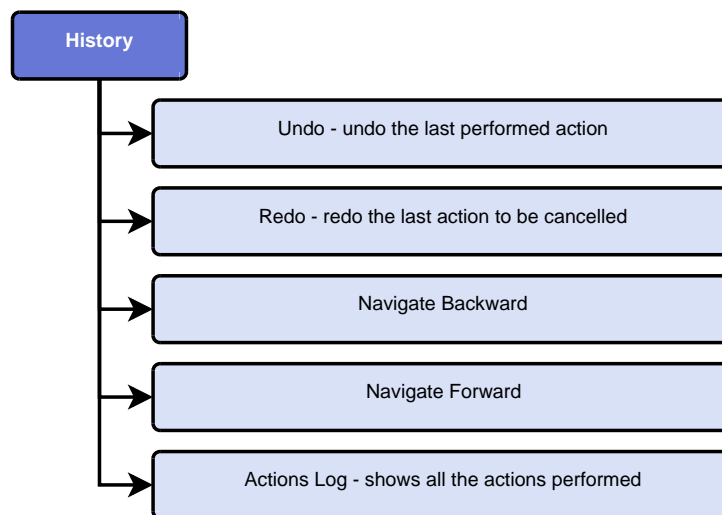 History
Undo - undo the last performed action
Redo - redo the last action to be cancelled
Navigate Backward
Navigate Forward
Actions Log - shows all the actions performed